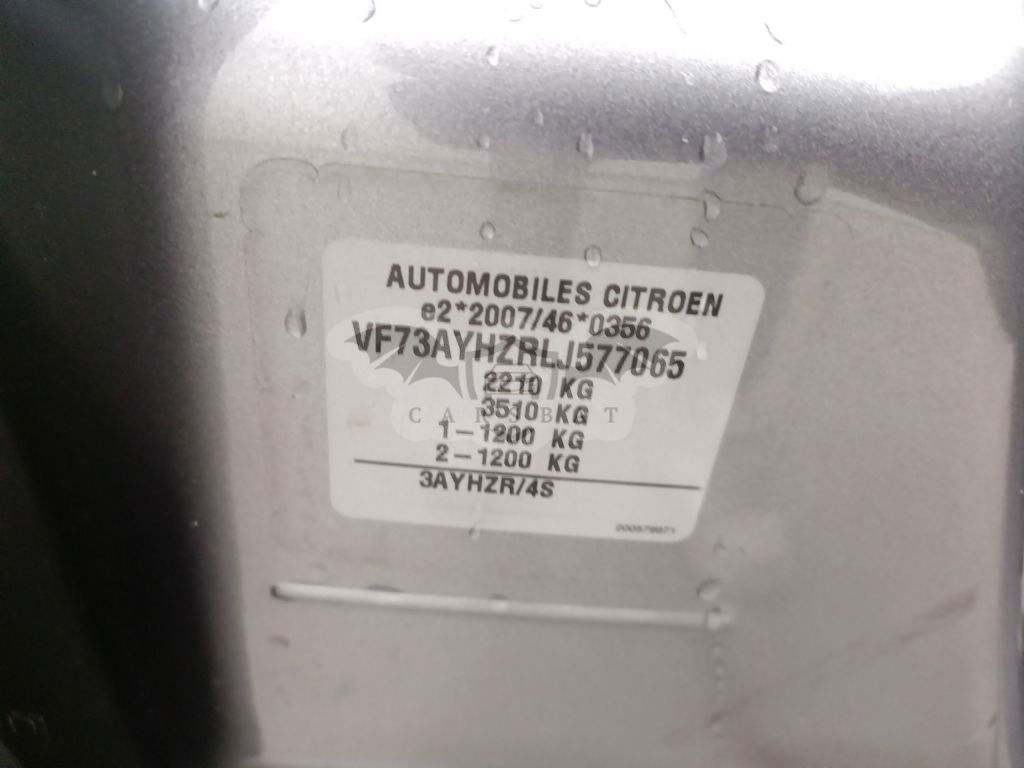 AUTOMOBILES CITROEN
e2*2007/46*0356
VF73AYHZRLJ577065
2210 KG
3510 KG
1-1200 KG
2-1200 KG
3AYHZR/4S